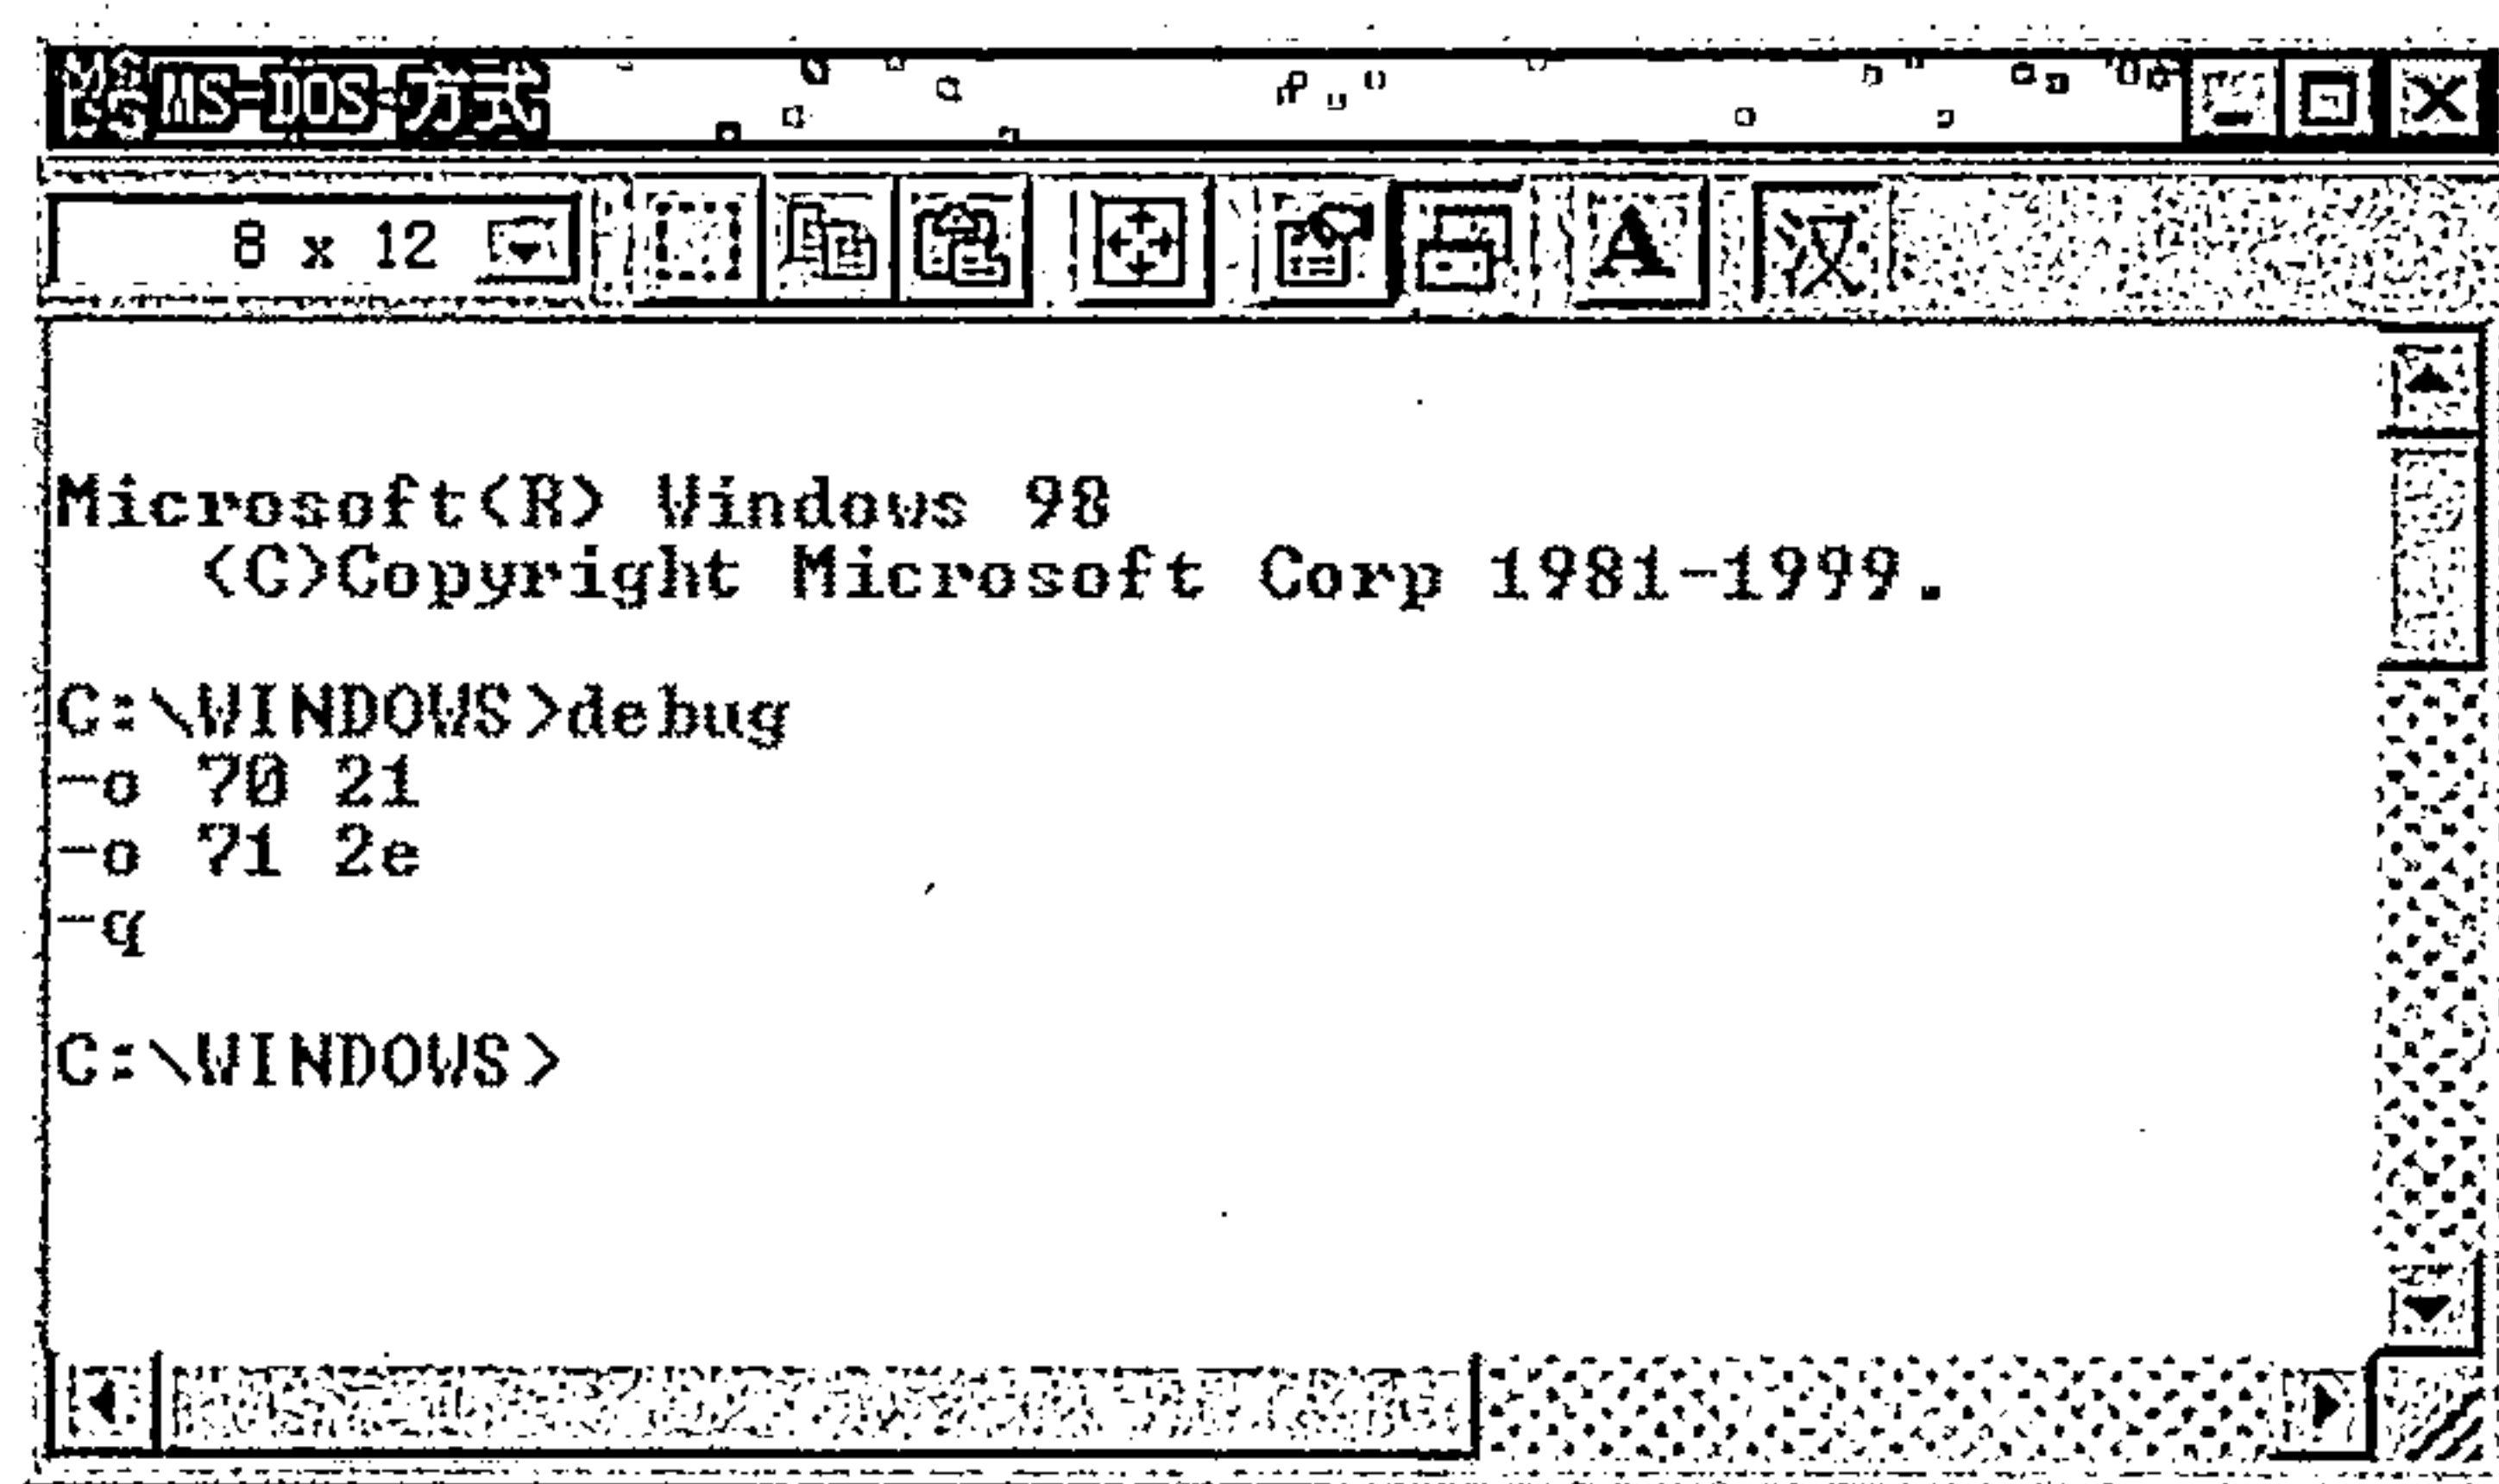 MS-DOS 方式
8 x 12
A 汉
Microsoft(R) Windows 98
(C)Copyright Microsoft Corp 1981-1999.
C:\WINDOWS>debug
-o 70 21
-o 71 2e
-q
C:\WINDOWS>